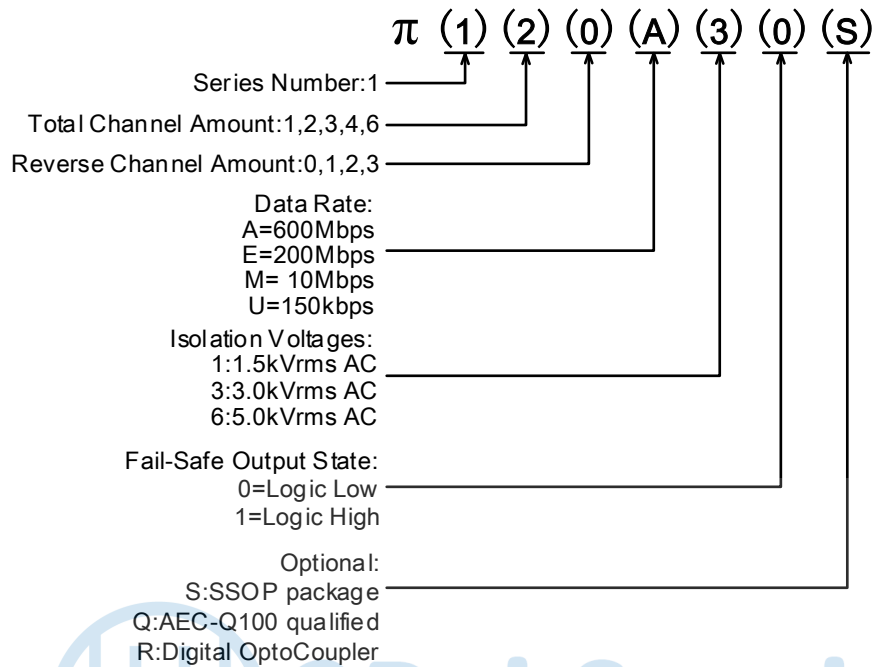 π (1) (2) (0) (A) (3) (0) (S)
Series Number:1
Total Channel Amount:1,2,3,4,6
Reverse Channel Amount:0,1,2,3
Data Rate:
A=600Mbps
E=200Mbps
M= 10Mbps
U=150kbps
Isolation Voltages:
1:1.5kVrms AC
3:3.0kVrms AC
6:5.0kVrms AC
Fail-Safe Output State:
0=Logic Low
1=Logic High
Optional:
S:SSOP package
Q:AEC-Q100 qualified
R:Digital OptoCoupler